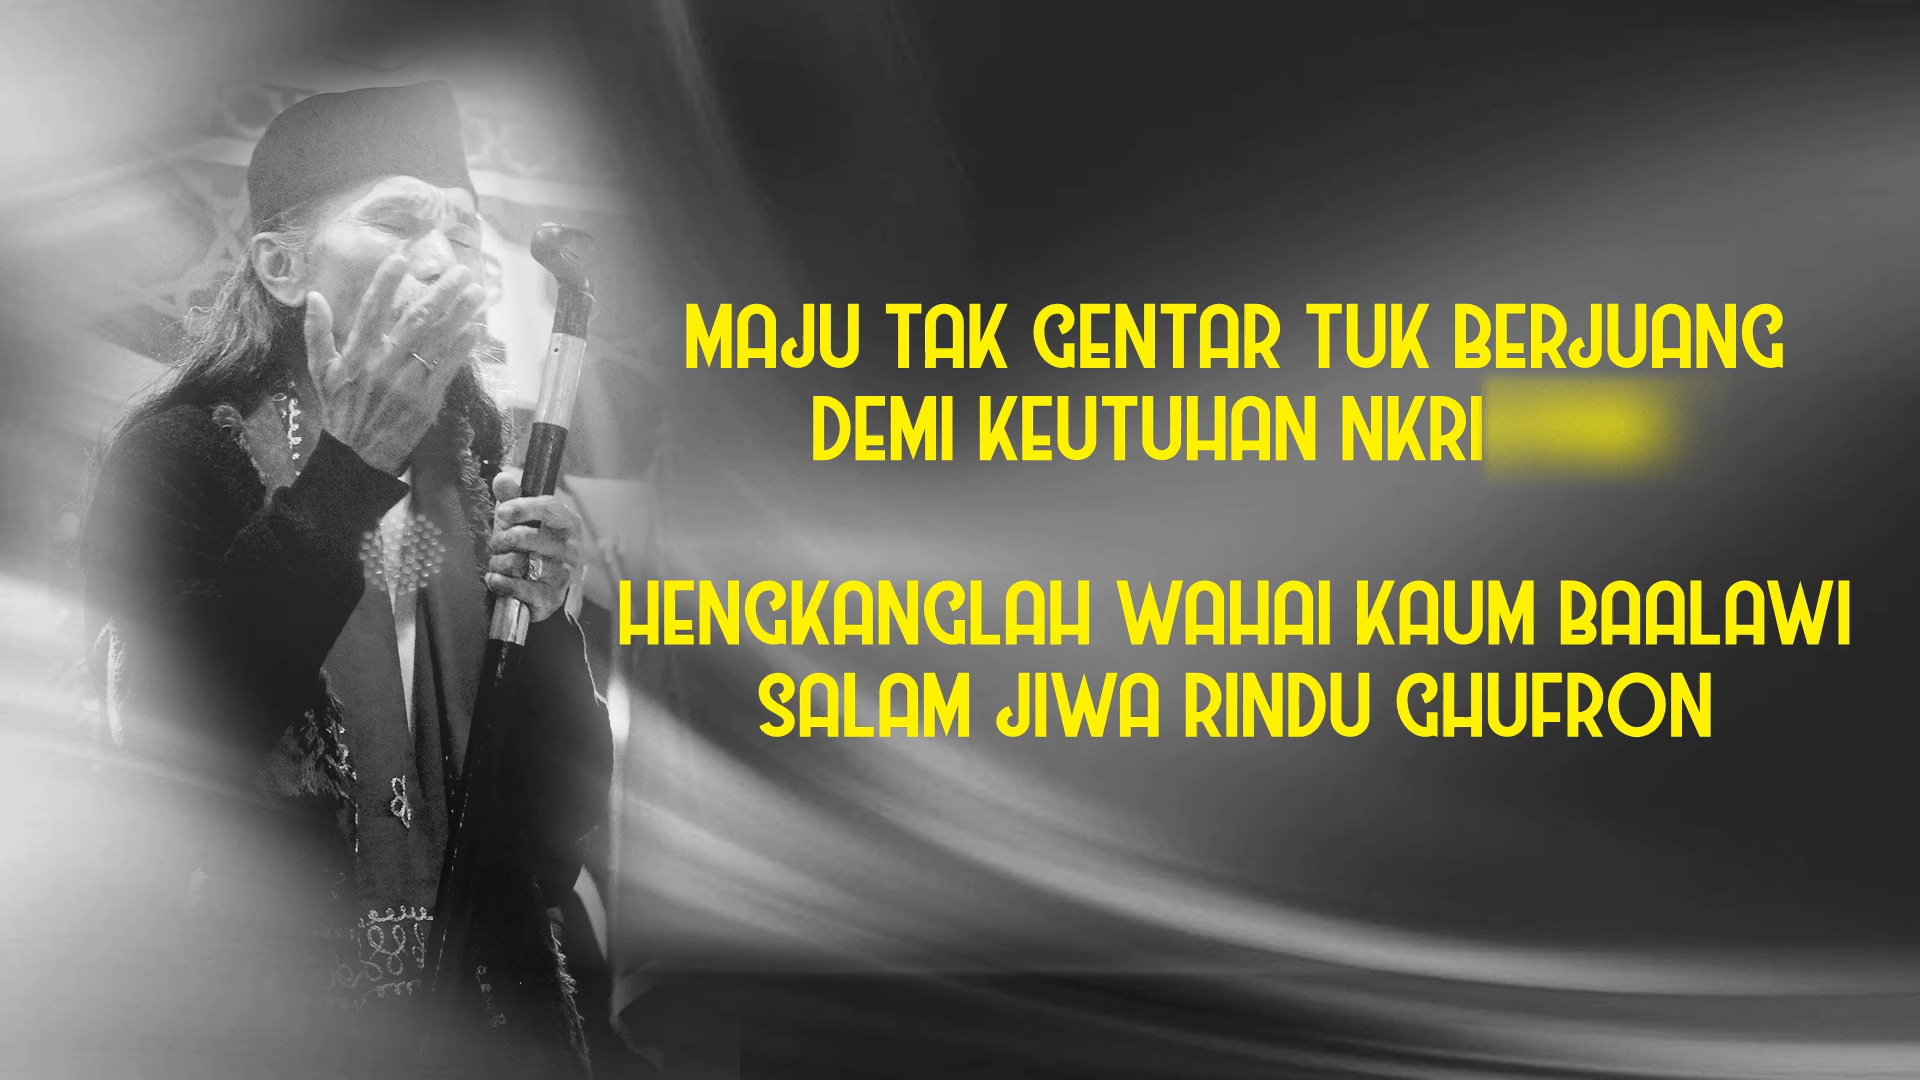 MAJU TAK GENTAR TUK BERJUANG
DEMI KEUTUHAN NKRI
HENGKANGLAH WAHAI KAUM BAALAWI
SALAM JIWA RINDU GHUFRON